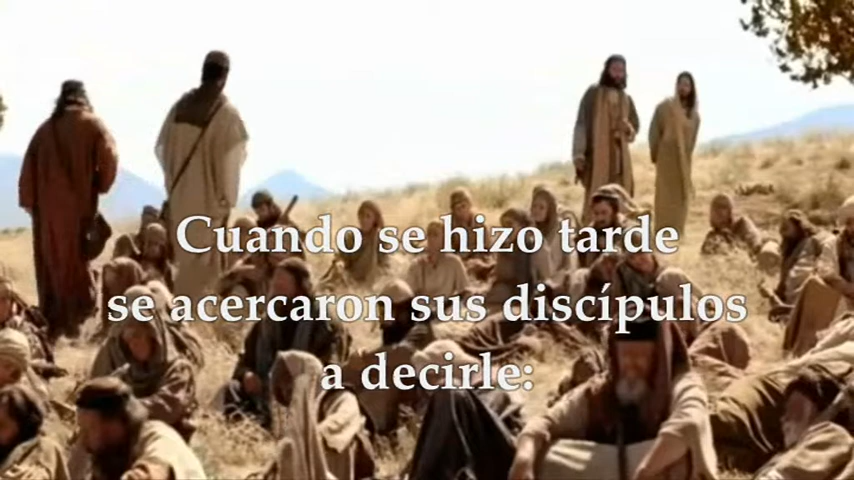 Cuando se hizo tarde
se acercaron sus discípulos
a decirle: